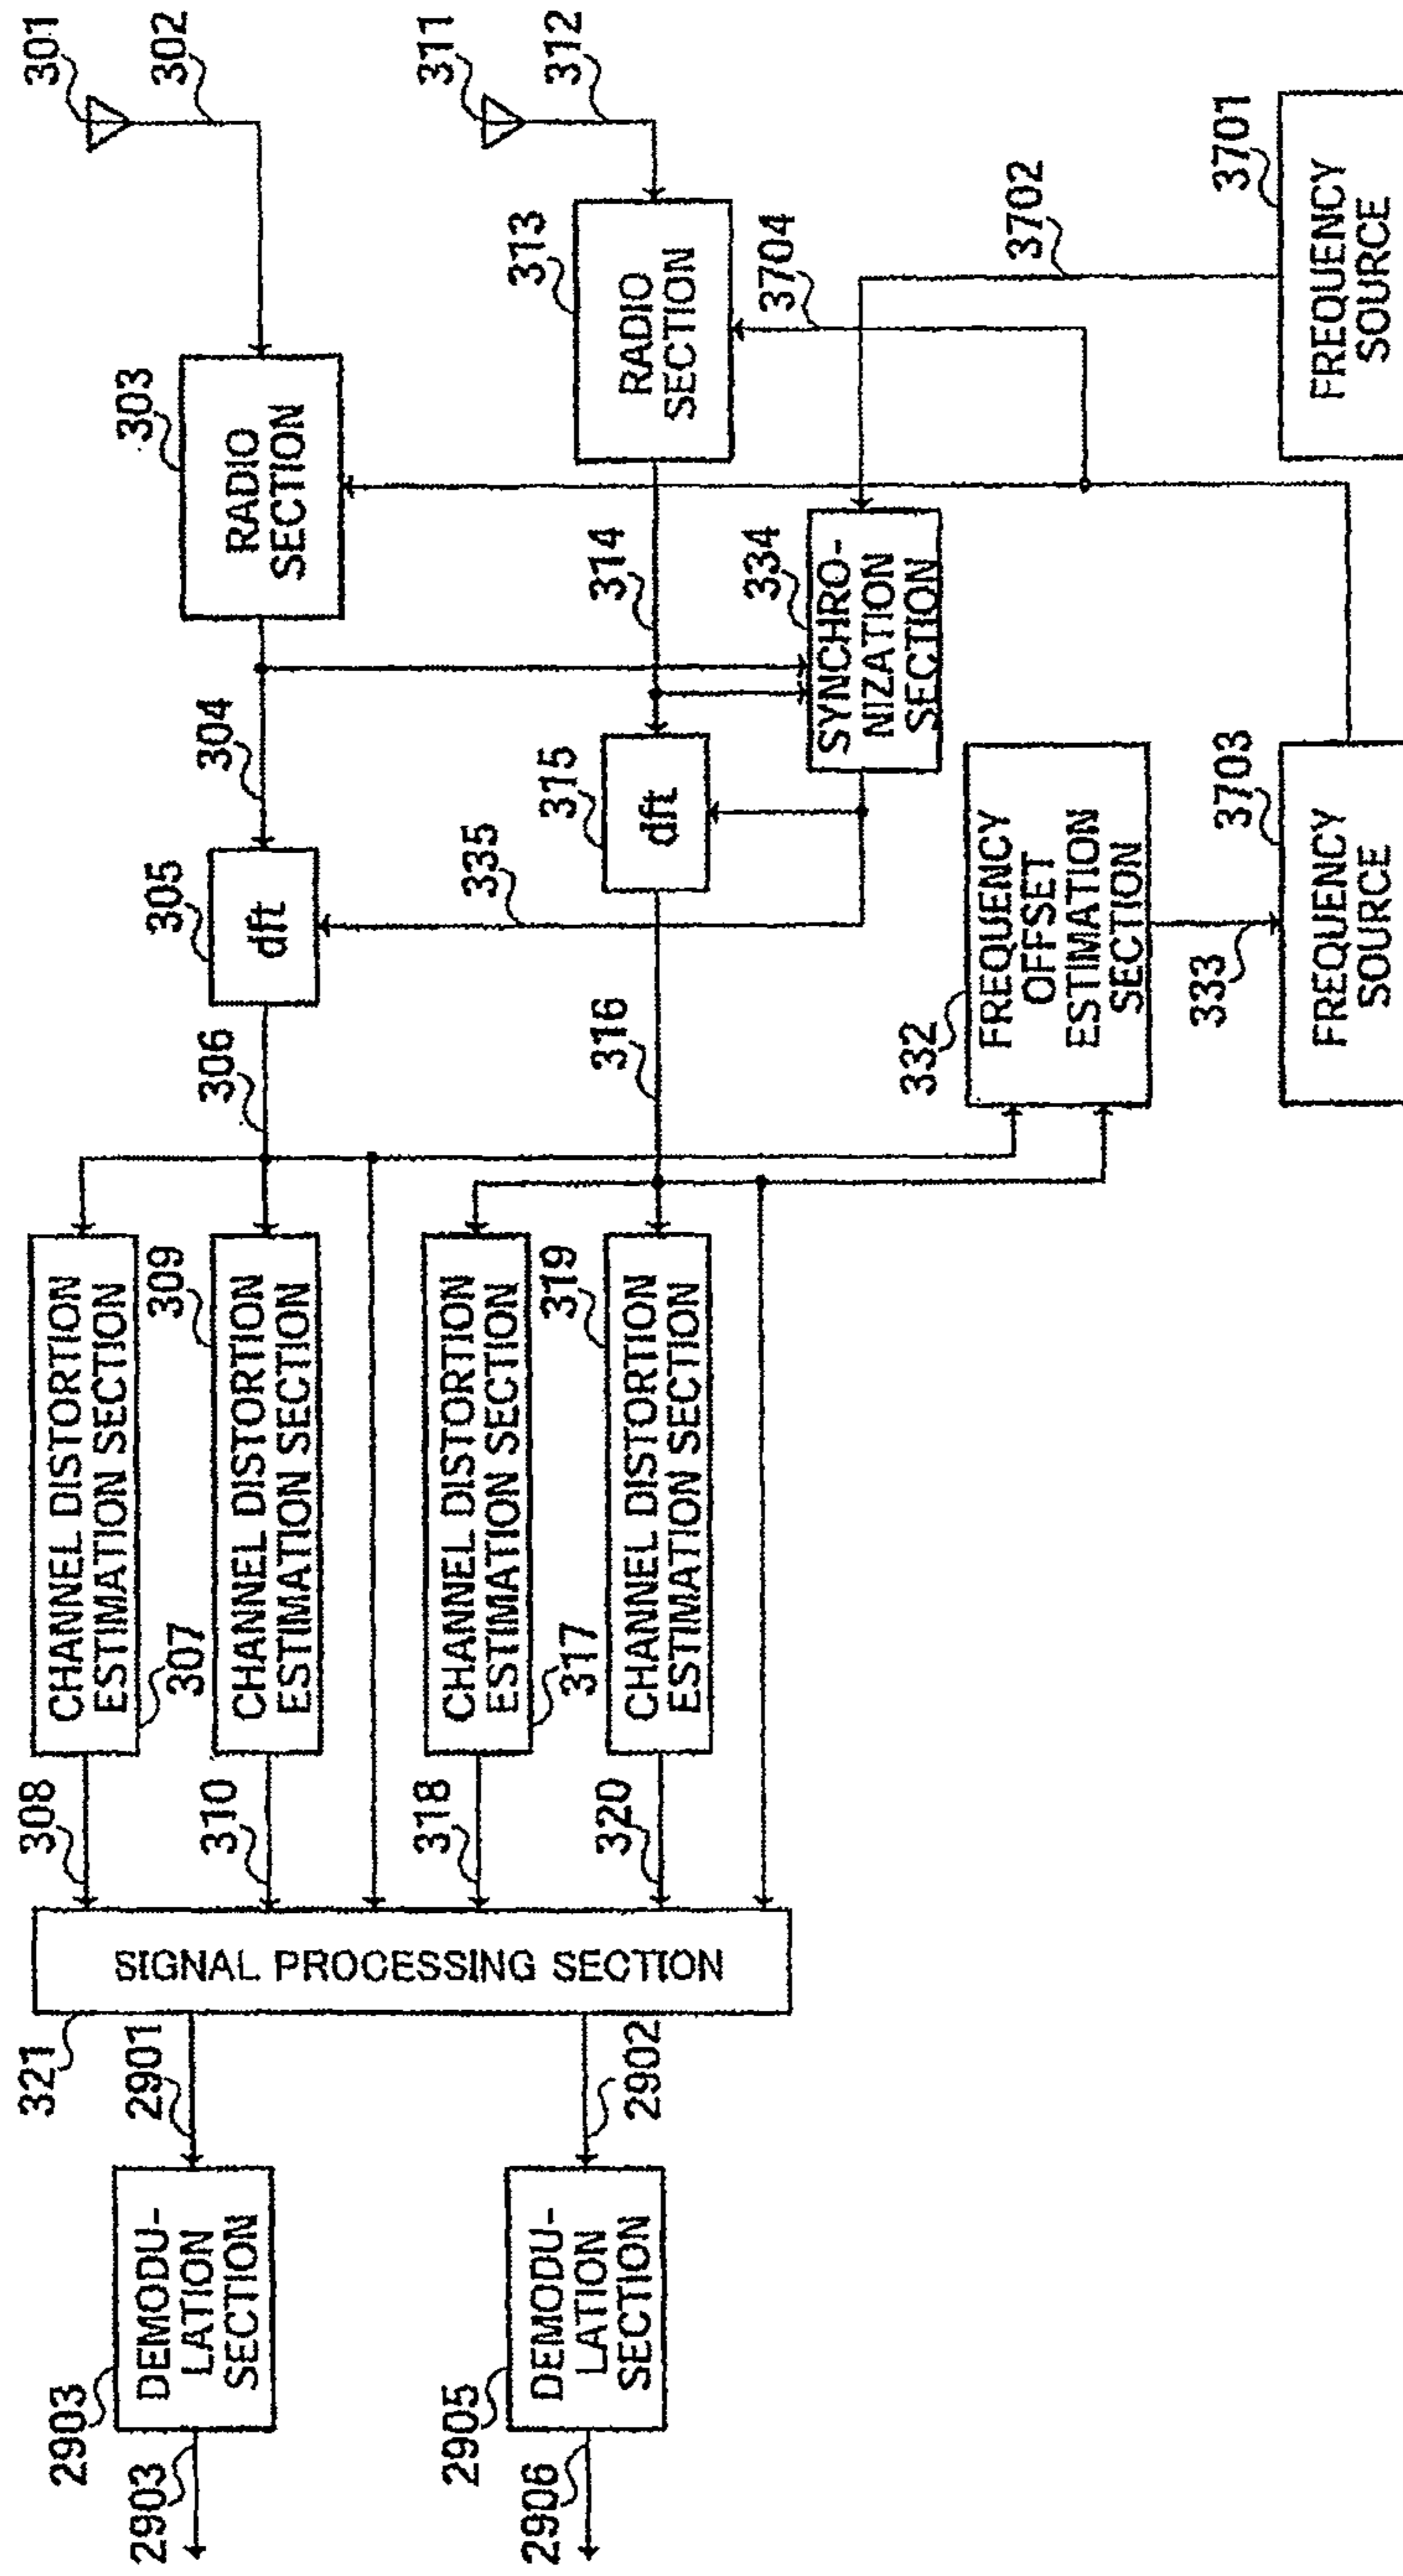 301
302
311
312
303
RADIO
SECTION
313
RADIO
SECTION
3704
3702
3701
FREQUENCY
SOURCE
304
314
334
SYNCHRO-
NIZATION
SECTION
305
dft
315
dft
335
306
316
332
FREQUENCY
OFFSET
ESTIMATION
SECTION
333
3703
FREQUENCY
SOURCE
CHANNEL DISTORTION
ESTIMATION SECTION
307
309
CHANNEL DISTORTION
ESTIMATION SECTION
CHANNEL DISTORTION
ESTIMATION SECTION
317
319
CHANNEL DISTORTION
ESTIMATION SECTION
308
310
318
320
SIGNAL PROCESSING SECTION
321
2901
2902
2903
DEMODU-
LATION
SECTION
2905
DEMODU-
LATION
SECTION
2903
2906